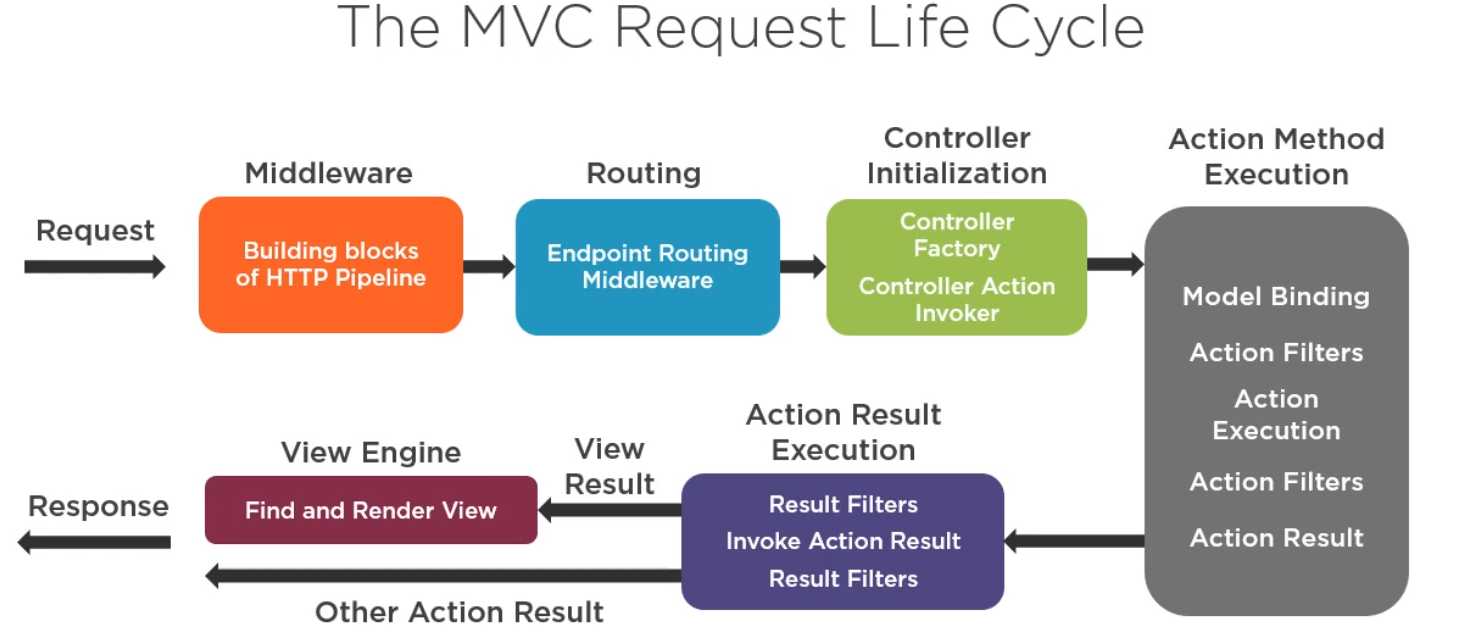 The MVC Request Life Cycle
Request
Middleware
Building blocks
of HTTP Pipeline
Routing
Endpoint Routing
Middleware
Controller
Initialization
Controller
Factory
Controller Action
Invoker
Action Method
Execution
Model Binding
Action Filters
Action
Execution
Action Filters
Action Result
Action Result
Execution
Result Filters
Invoke Action Result
Result Filters
View
Result
View Engine
Find and Render View
Other Action Result
Response